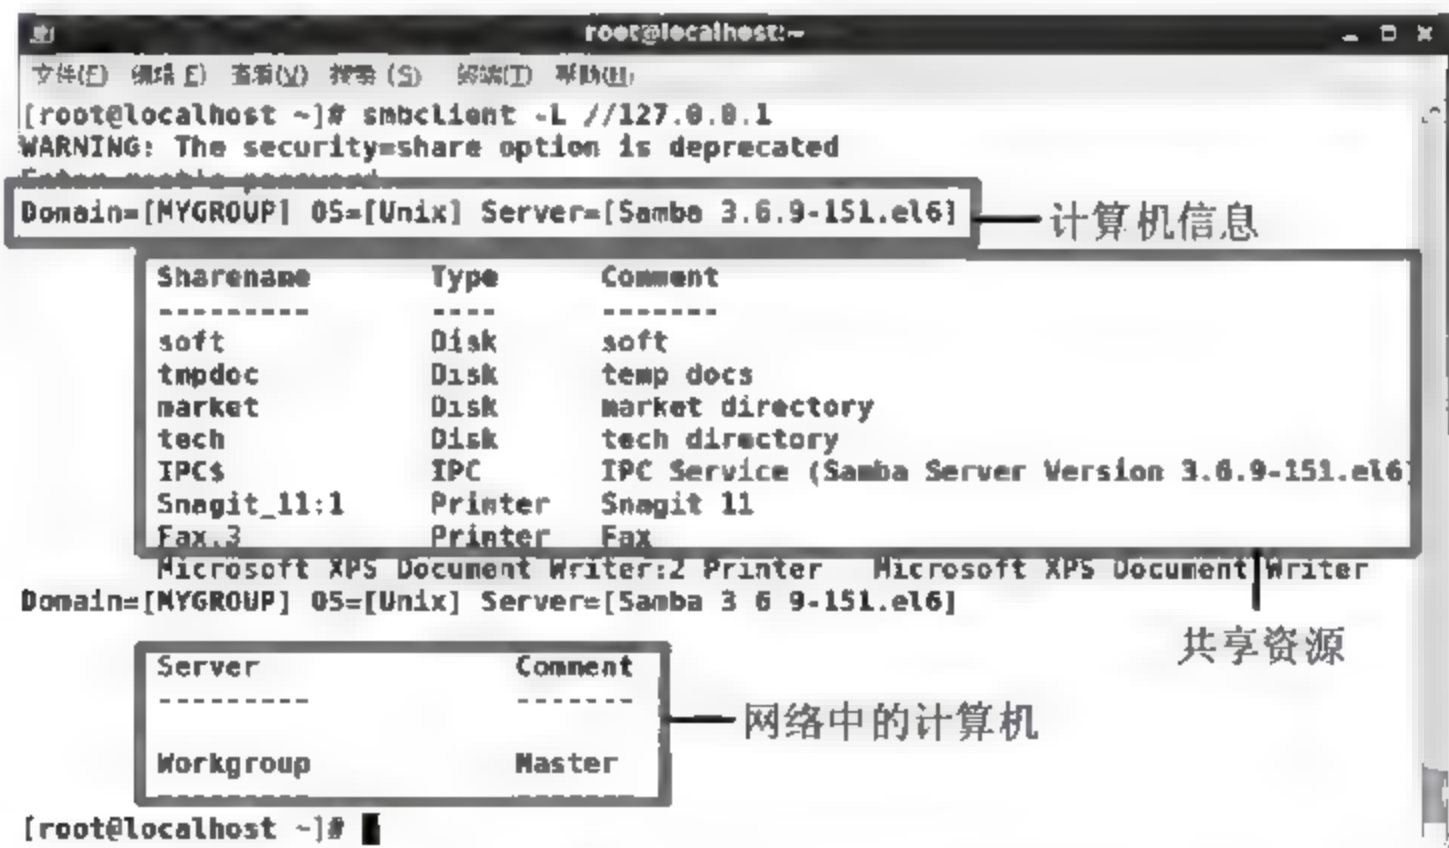 root@localhost:~
文件(F) 编辑(E) 查看(V) 搜索(S) 终端(T) 帮助(H)
[root@localhost ~]# smbclient -L //127.0.0.1
WARNING: The security=share option is deprecated
Enter root's password:
Domain=[MYGROUP] OS=[Unix] Server=[Samba 3.6.9-151.el6]
计算机信息
Sharename Type Comment
--------- ---- -------
soft Disk soft
tmpdoc Disk temp docs
market Disk market directory
tech Disk tech directory
IPC$ IPC IPC Service (Samba Server Version 3.6.9-151.el6)
Snagit_11:1 Printer Snagit 11
Fax.3 Printer Fax
Microsoft XPS Document Writer:2 Printer Microsoft XPS Document Writer
Domain=[MYGROUP] OS=[Unix] Server=[Samba 3 6 9-151.el6]
共享资源
Server Comment
--------- -------
网络中的计算机
Workgroup Master
--------- -------
[root@localhost ~]#